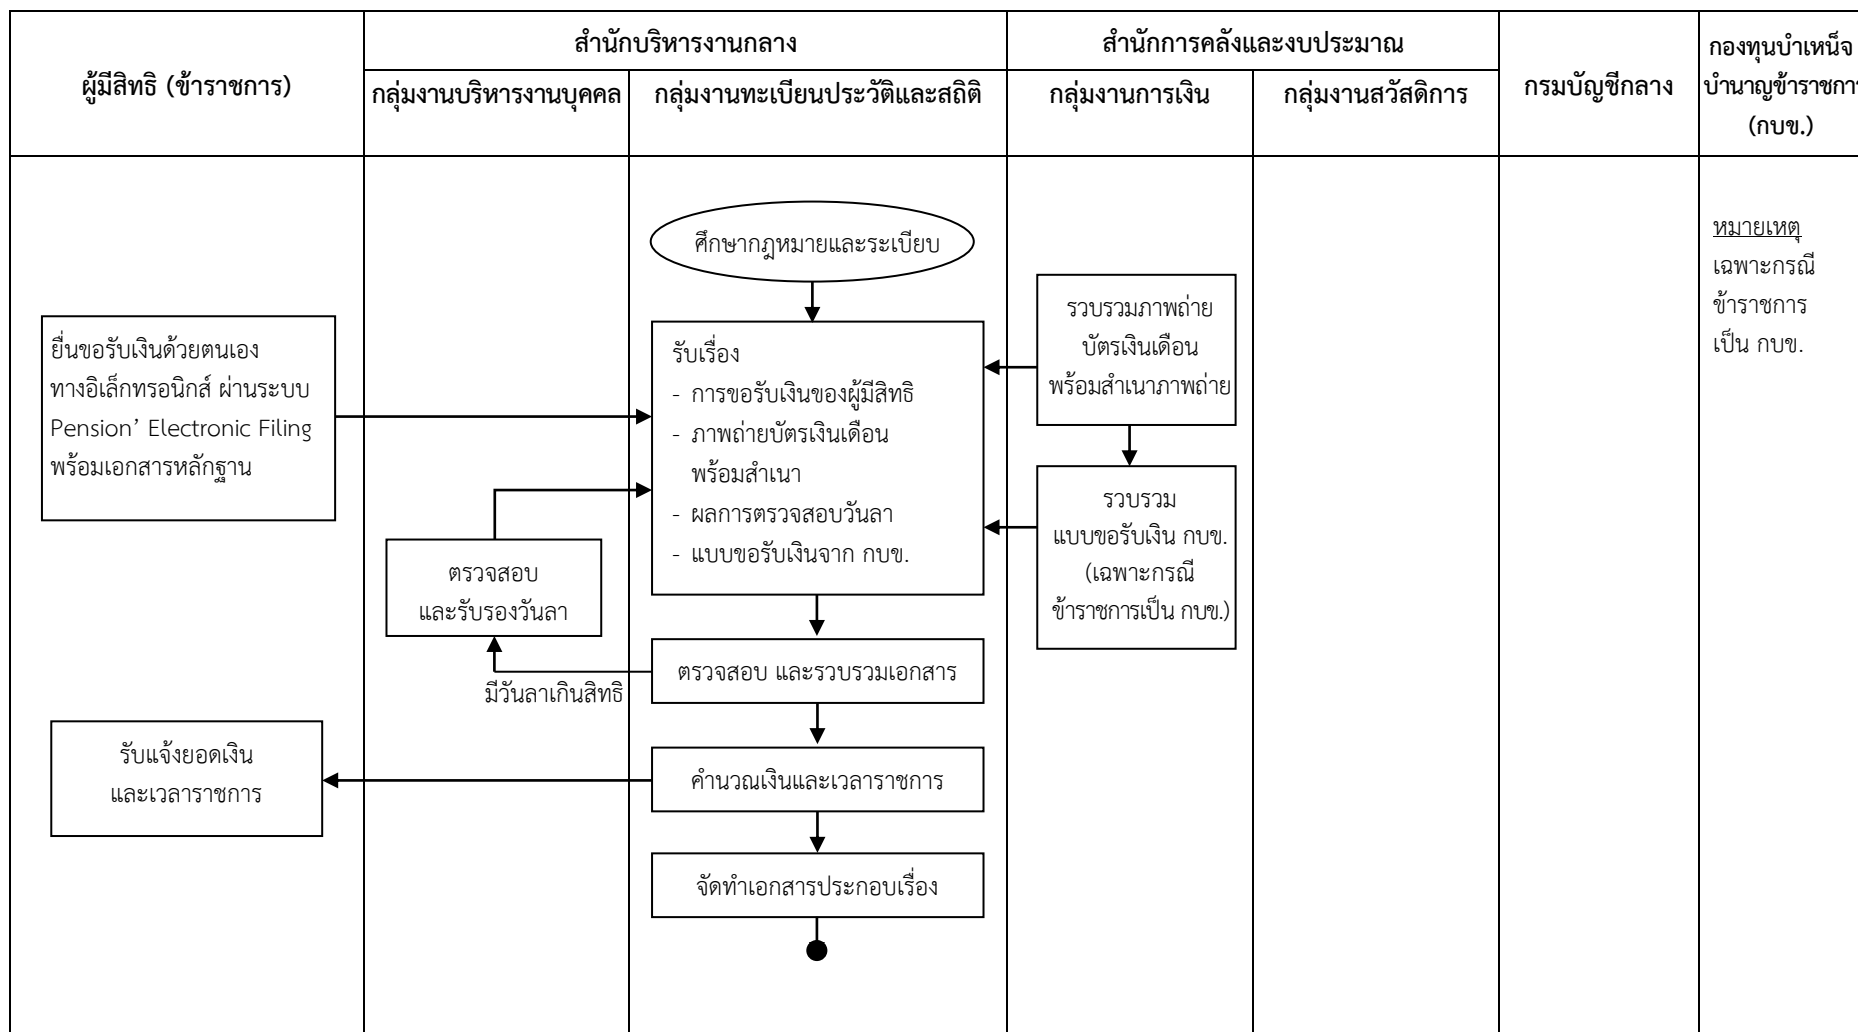 ผู้มีสิทธิ (ข้าราชการ)
สำนักบริหารงานกลาง
กลุ่มงานบริหารงานบุคคล
กลุ่มงานทะเบียนประวัติและสถิติ
สำนักการคลังและงบประมาณ
กลุ่มงานการเงิน
กลุ่มงานสวัสดิการ
กรมบัญชีกลาง
กองทุนบำเหน็จ
บำนาญข้าราชการ
(กบข.)
ศึกษากฎหมายและระเบียบ
หมายเหตุ
เฉพาะกรณี
ข้าราชการ
เป็น กบข.
ยื่นขอรับเงินด้วยตนเอง
ทางอิเล็กทรอนิกส์ ผ่านระบบ
Pension’ Electronic Filing
พร้อมเอกสารหลักฐาน
รับเรื่อง
- การขอรับเงินของผู้มีสิทธิ
- ภาพถ่ายบัตรเงินเดือน
พร้อมสำเนา
- ผลการตรวจสอบวันลา
- แบบขอรับเงินจาก กบข.
รวบรวมภาพถ่าย
บัตรเงินเดือน
พร้อมสำเนาภาพถ่าย
รวบรวม
แบบขอรับเงิน กบข.
(เฉพาะกรณี
ข้าราชการเป็น กบข.)
ตรวจสอบ
และรับรองวันลา
มีวันลาเกินสิทธิ
ตรวจสอบ และรวบรวมเอกสาร
รับแจ้งยอดเงิน
และเวลาราชการ
คำนวณเงินและเวลาราชการ
จัดทำเอกสารประกอบเรื่อง